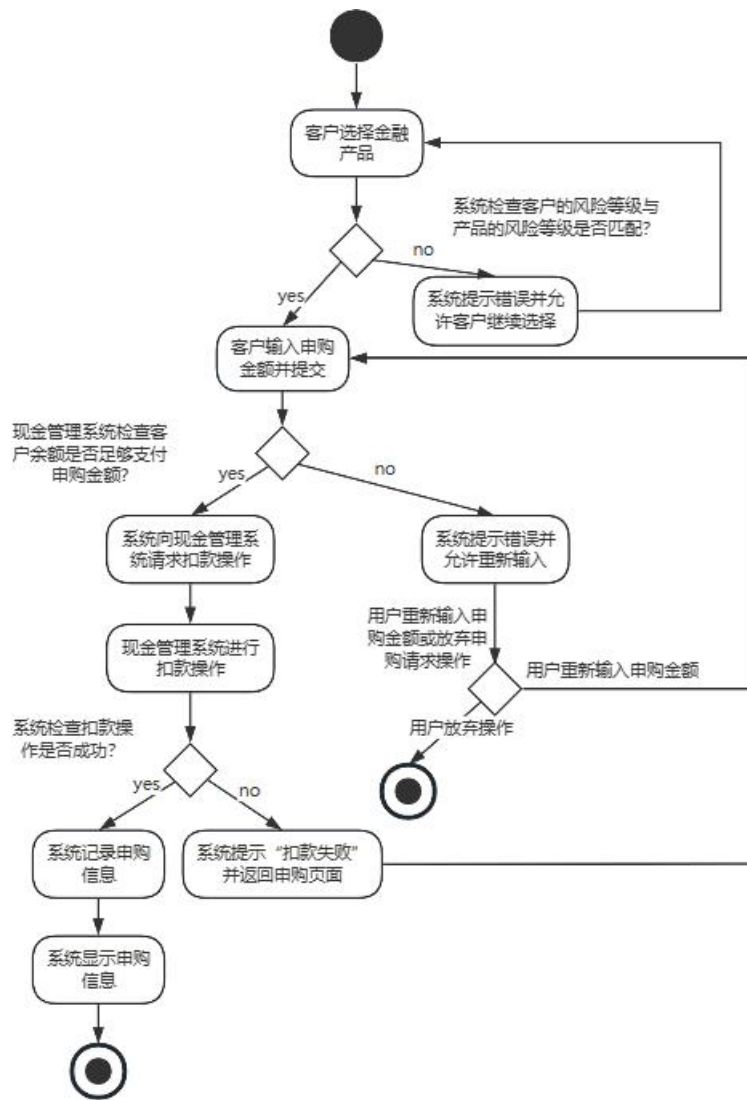 客户选择金融
产品
系统检查客户的风险等级与
产品的风险等级是否匹配?
no
yes
系统提示错误并允
许客户继续选择
客户输入申购
金额并提交
现金管理系统检查客
户余额是否足够支付
申购金额?
yes
no
系统向现金管理系
统请求扣款操作
系统提示错误并
允许重新输入
用户重新输入申
购金额或放弃申
购请求操作
现金管理系统进行
扣款操作
用户重新输入申购金额
用户放弃操作
系统检查扣款操
作是否成功?
yes
no
系统记录申购
信息
系统提示“扣款失败”
并返回申购页面
系统显示申购
信息